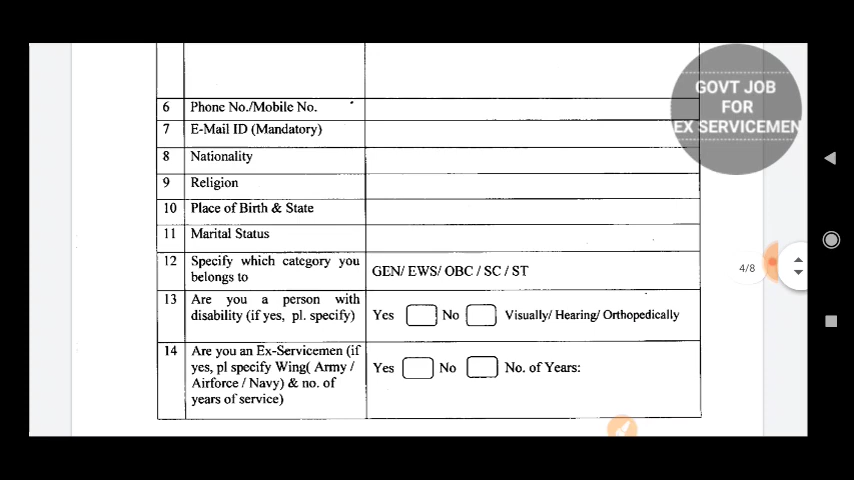 GOVT JOB
FOR
EX SERVICEMEN
6 Phone No./Mobile No.
7 E-Mail ID (Mandatory)
8 Nationality
9 Religion
10 Place of Birth & State
11 Marital Status
12 Specify which category you
belongs to
GEN/ EWS/ OBC / SC / ST
13 Are you a person with
disability (if yes, pl. specify)
Yes No Visually/ Hearing/ Orthopedically
14 Are you an Ex-Servicemen (if
yes, pl specify Wing( Army /
Airforce / Navy) & no. of
years of service)
Yes No No. of Years:
4/8